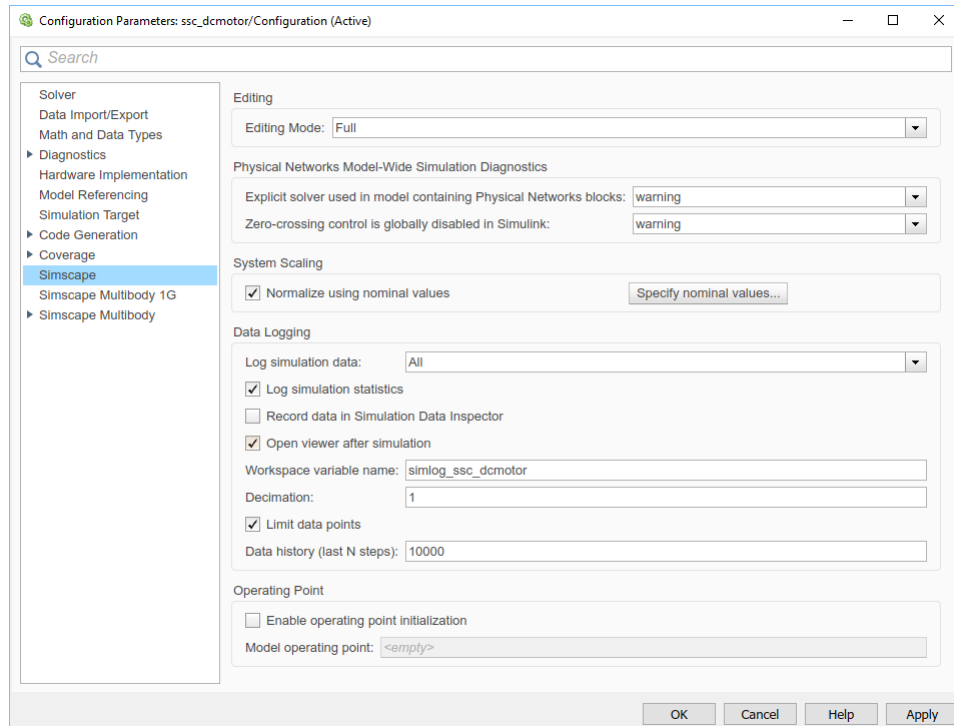 Configuration Parameters: ssc_dcmotor/Configuration (Active)
Search
Solver
Data Import/Export
Math and Data Types
Diagnostics
Hardware Implementation
Model Referencing
Simulation Target
Code Generation
Coverage
Simscape
Simscape Multibody 1G
Simscape Multibody
Editing
Editing Mode: Full
Physical Networks Model-Wide Simulation Diagnostics
Explicit solver used in model containing Physical Networks blocks: warning
Zero-crossing control is globally disabled in Simulink: warning
System Scaling
Normalize using nominal values Specify nominal values...
Data Logging
Log simulation data: All
Log simulation statistics
Record data in Simulation Data Inspector
Open viewer after simulation
Workspace variable name: simlog_ssc_dcmotor
Decimation: 1
Limit data points
Data history (last N steps): 10000
Operating Point
Enable operating point initialization
Model operating point: <empty>
OK Cancel Help Apply